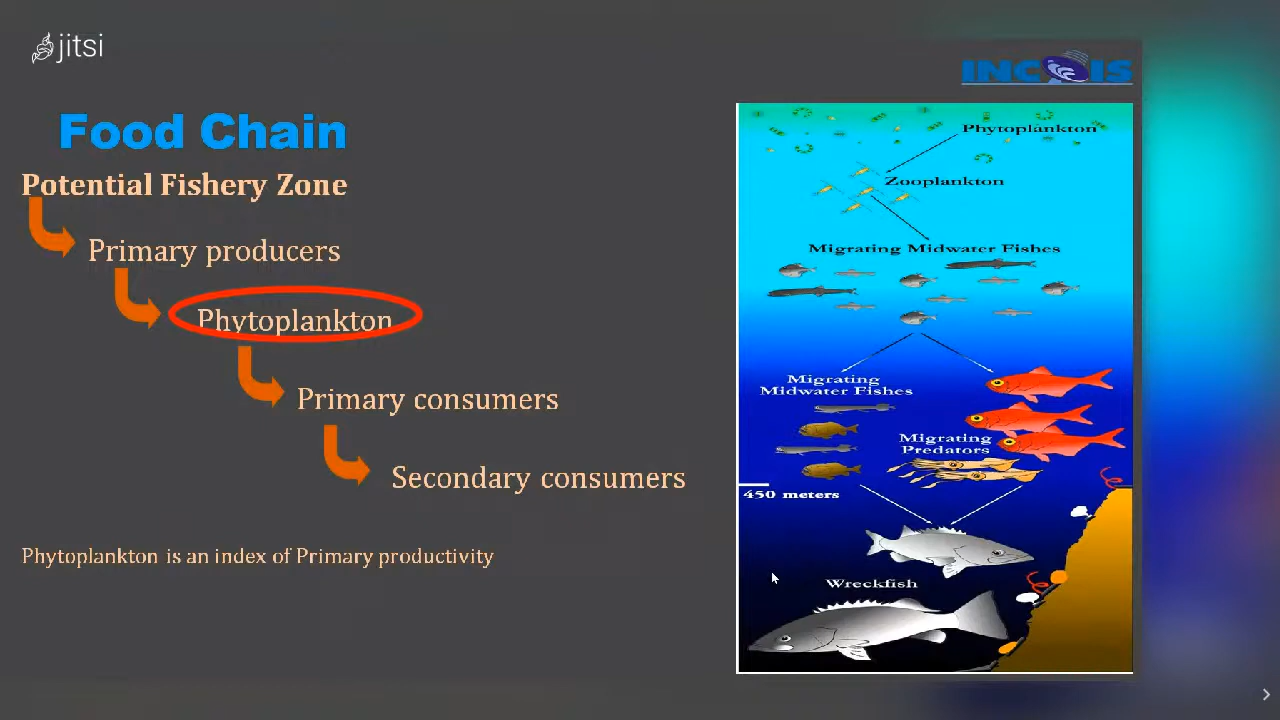 jitsi
INCOIS
Food Chain
Potential Fishery Zone
Primary producers
Phytoplankton
Primary consumers
Secondary consumers
Phytoplankton is an index of Primary productivity
Phytoplankton
Zooplankton
Migrating Midwater Fishes
Migrating
Midwater Fishes
Migrating
Predators
450 meters
Wreckfish